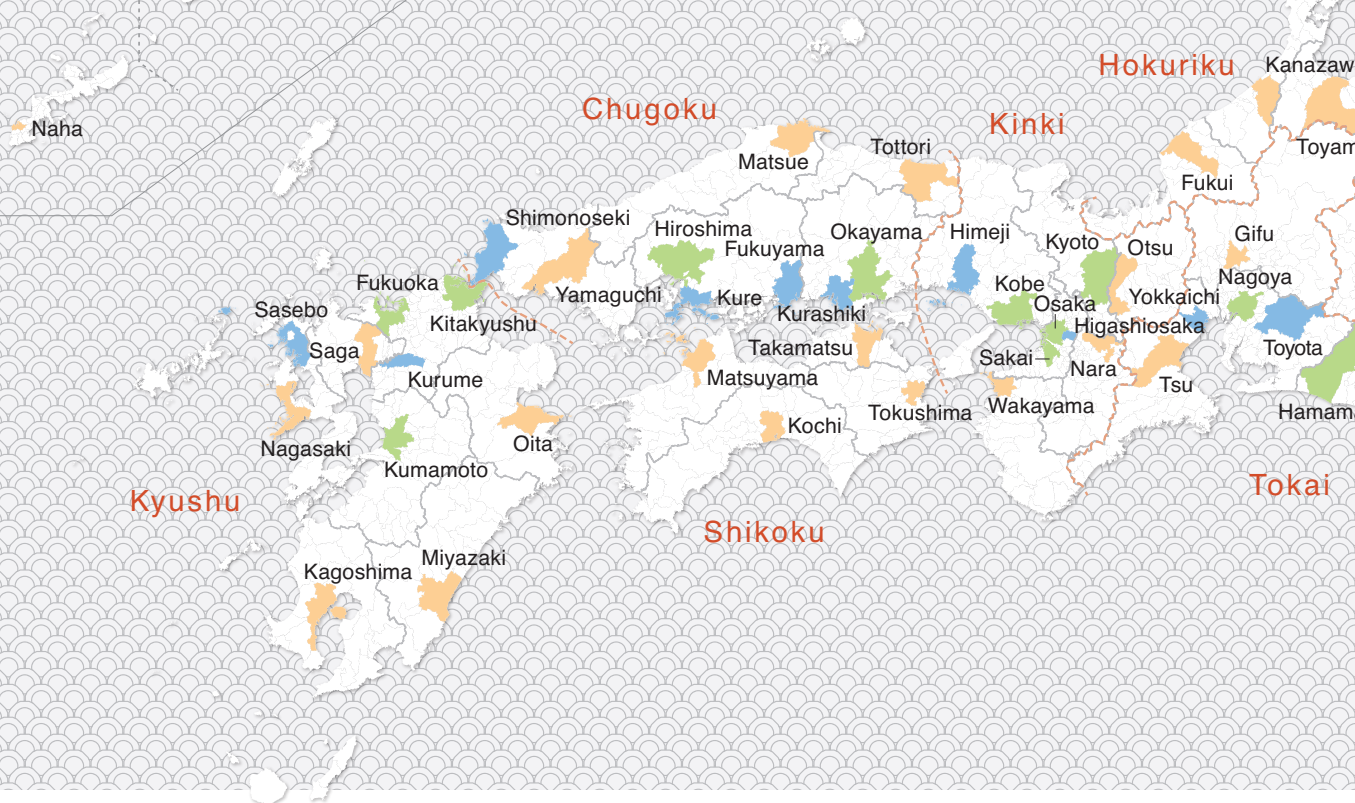 Hokuriku
Kanazaw
Chugoku
Kinki
Naha
Toyam
Tottori
Matsue
Fukui
Shimonoseki
Hiroshima
Okayama
Himeji
Gifu
Kyoto
Otsu
Fukuyama
Nagoya
Fukuoka
Kobe
Yamaguchi
Kure
Yokkaichi
Osaka
Sasebo
Kurashiki
Kitakyushu
Higashiosaka
Takamatsu
Toyota
Saga
Sakai
Nara
Kurume
Matsuyama
Tsu
Wakayama
Tokushima
Hamama
Kochi
Oita
Nagasaki
Kumamoto
Tokai
Kyushu
Shikoku
Miyazaki
Kagoshima